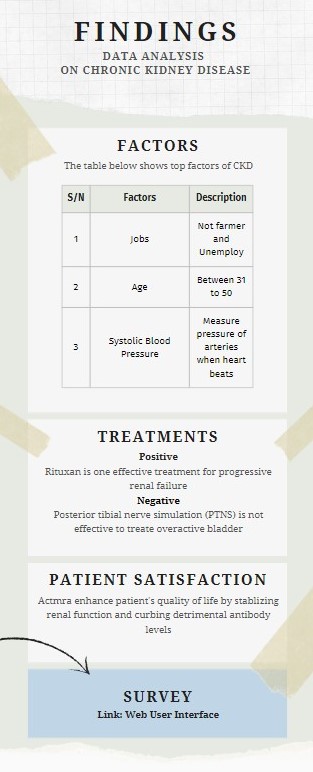 FINDINGS
DATA ANALYSIS
ON CHRONIC KIDNEY DISEASE
FACTORS
The table below shows top factors of CKD
S/N Factors Description
1 Jobs Not farmer
and
Unemploy
2 Age Between 31
to 50
3 Systolic Blood
Pressure
Measure
pressure of
arteries
when heart
beats
TREATMENTS
Positive
Rituxan is one effective treatment for progressive
renal failure
Negative
Posterior tibial nerve simulation (PTNS) is not
effective to treate overactive bladder
PATIENT SATISFACTION
Actmra enhance patient's quality of life by stablizing
renal function and curbing detrimental antibody
levels
SURVEY
Link: Web User Interface